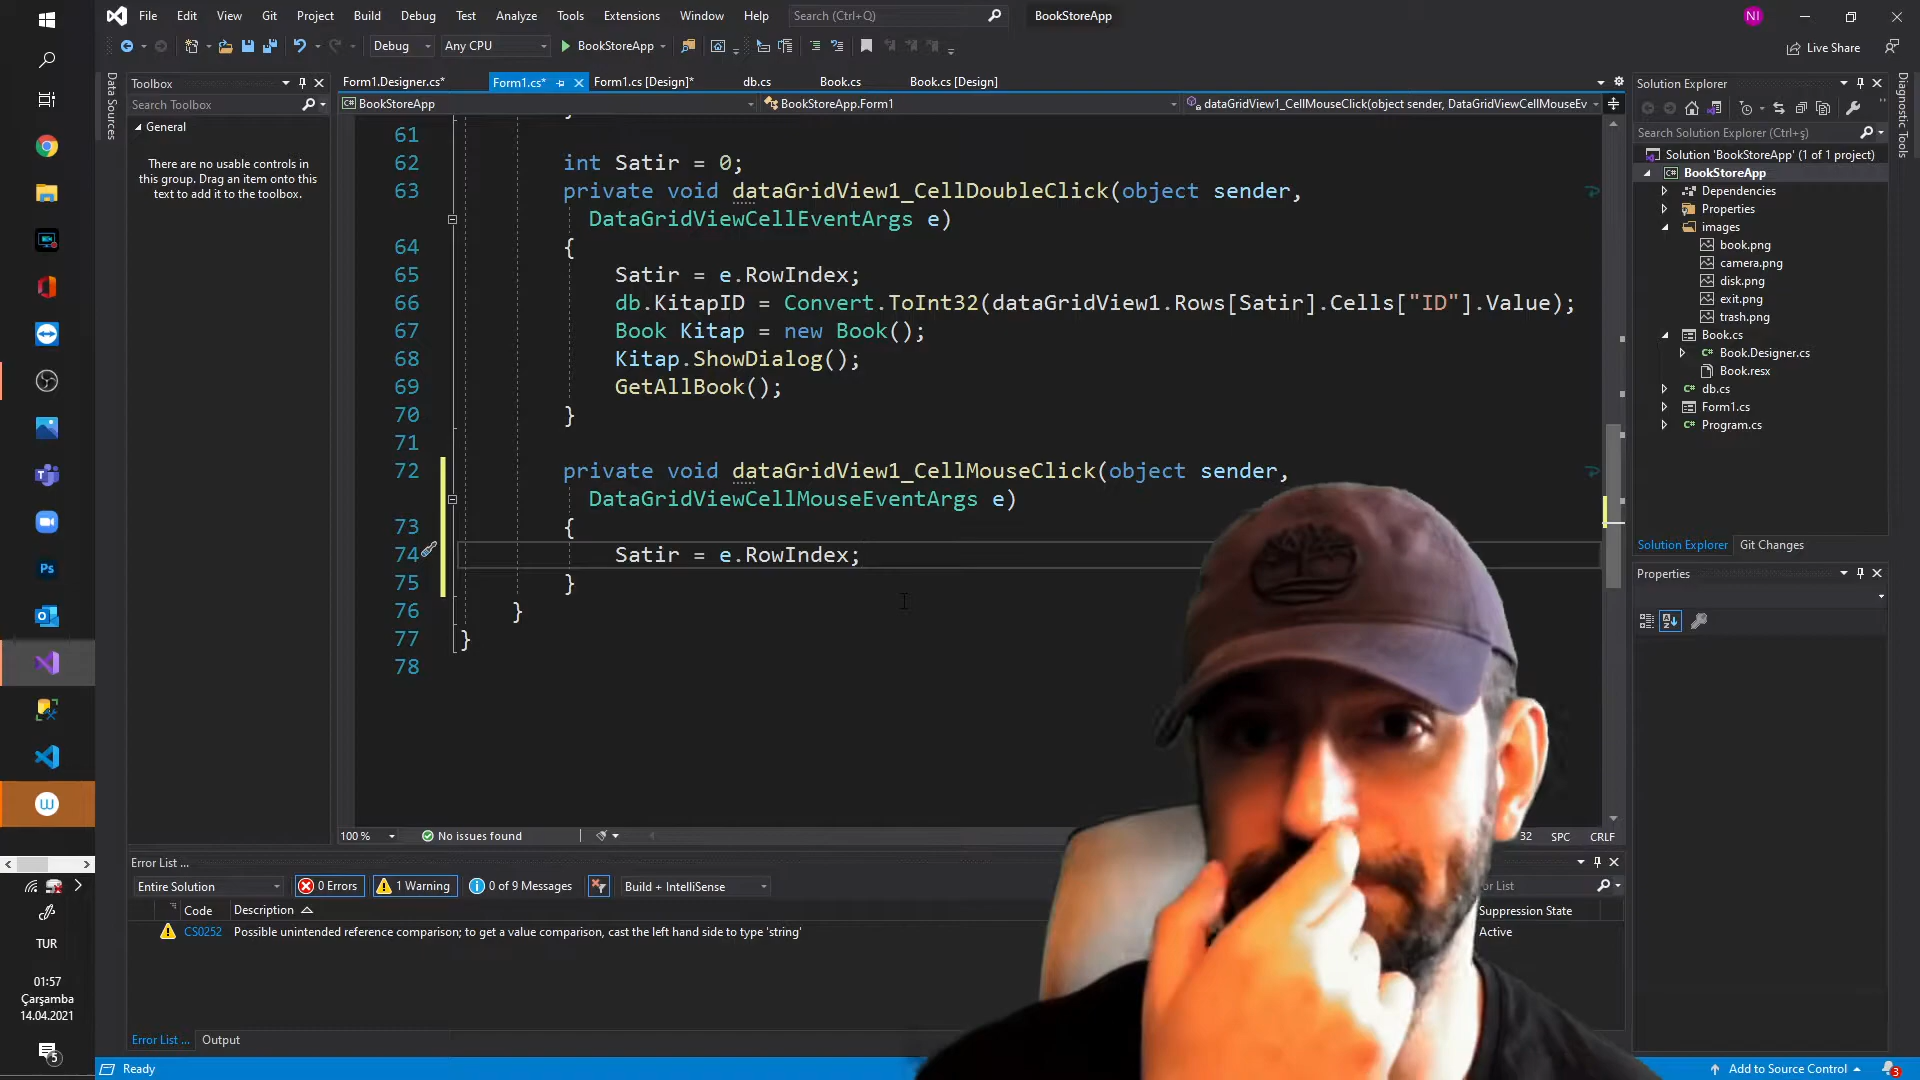 File Edit View Git Project Build Debug Test Analyze Tools Extensions Window Help Search (Ctrl+Q) BookStoreApp NI
Debug Any CPU BookStoreApp Live Share
Data Sources
Toolbox
Search Toolbox
General
There are no usable controls in
this group. Drag an item onto this
text to add it to the toolbox.
Form1.Designer.cs* Form1.cs* Form1.cs [Design]* db.cs Book.cs Book.cs [Design]
BookStoreApp BookStoreApp.Form1 dataGridView1_CellMouseClick(object sender, DataGridViewCellMouseEv
61
62 int Satir = 0;
63 private void dataGridView1_CellDoubleClick(object sender,
DataGridViewCellEventArgs e)
64 {
65 Satir = e.RowIndex;
66 db.KitapID = Convert.ToInt32(dataGridView1.Rows[Satir].Cells["ID"].Value);
67 Book Kitap = new Book();
68 Kitap.ShowDialog();
69 GetAllBook();
70 }
71
72 private void dataGridView1_CellMouseClick(object sender,
DataGridViewCellMouseEventArgs e)
73 {
74 Satir = e.RowIndex;
75 }
76 }
77 }
78
100 % No issues found 32 SPC CRLF
Error List ...
Entire Solution 0 Errors 1 Warning 0 of 9 Messages Build + IntelliSense
Code Description Suppression State
CS0252 Possible unintended reference comparison; to get a value comparison, cast the left hand side to type 'string' Active
Error List ... Output
Ready Add to Source Control 3
Solution Explorer
Search Solution Explorer (Ctrl+ş)
Solution 'BookStoreApp' (1 of 1 project)
BookStoreApp
Dependencies
Properties
images
book.png
camera.png
disk.png
exit.png
trash.png
Book.cs
Book.Designer.cs
Book.resx
db.cs
Form1.cs
Program.cs
Solution Explorer Git Changes
Properties
Diagnostic Tools
Ps
W
TUR
01:57
Çarşamba
14.04.2021
5